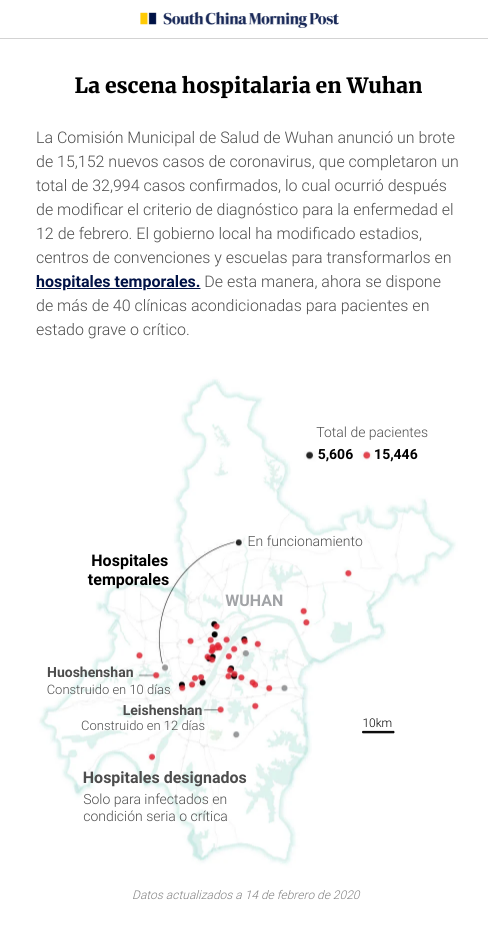 South China Morning Post
La escena hospitalaria en Wuhan
La Comisión Municipal de Salud de Wuhan anunció un brote
de 15,152 nuevos casos de coronavirus, que completaron un
total de 32,994 casos confirmados, lo cual ocurrió después
de modificar el criterio de diagnóstico para la enfermedad el
12 de febrero. El gobierno local ha modificado estadios,
centros de convenciones y escuelas para transformarlos en
hospitales temporales. De esta manera, ahora se dispone
de más de 40 clínicas acondicionadas para pacientes en
estado grave o crítico.
Total de pacientes
5,606 15,446
En funcionamiento
Hospitales
temporales
WUHAN
Huoshenshan
Construido en 10 días
Leishenshan
Construido en 12 días
10km
Hospitales designados
Solo para infectados en
condición seria o crítica
Datos actualizados a 14 de febrero de 2020